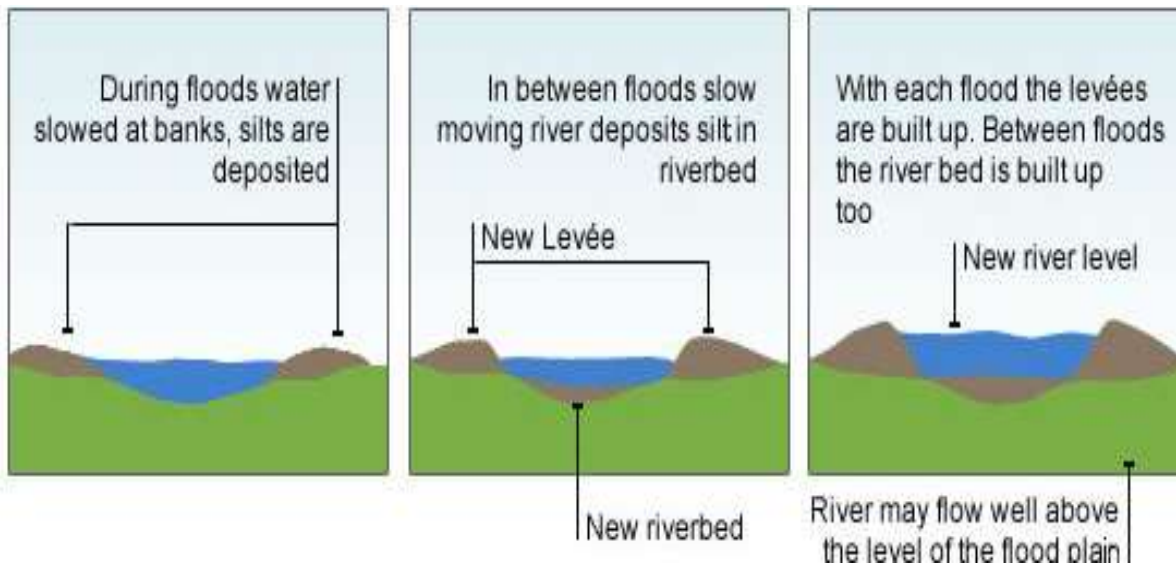 During floods water
slowed at banks, silts are
deposited
In between floods slow
moving river deposits silt in
riverbed
New Levée
New riverbed
With each flood the levées
are built up. Between floods
the river bed is built up
too
New river level
River may flow well above
the level of the flood plain